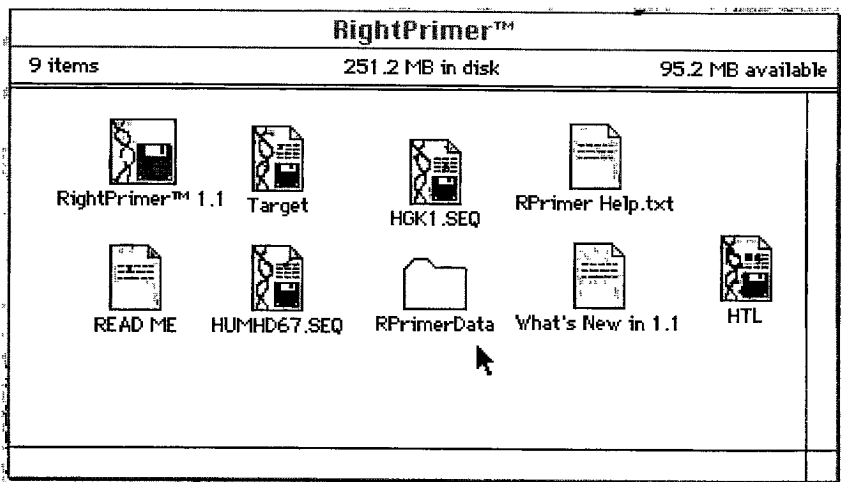 RightPrimer™
9 items 251.2 MB in disk 95.2 MB available
RightPrimer™ 1.1 Target HGK1.SEQ RPrimer Help.txt
READ ME HUMHD67.SEQ RPrimerData What's New in 1.1 HTL